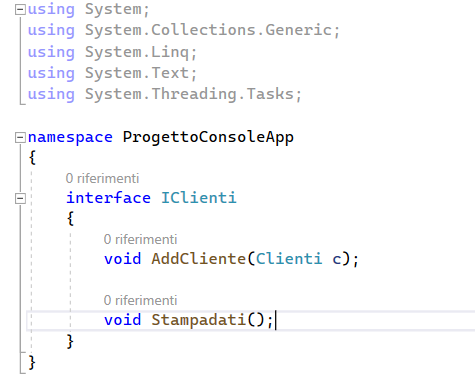 using System;
using System.Collections.Generic;
using System.Linq;
using System.Text;
using System.Threading.Tasks;
namespace ProgettoConsoleApp
{
0 riferimenti
interface IClienti
{
0 riferimenti
void AddCliente(Clienti c);
0 riferimenti
void Stampadati();
}
}